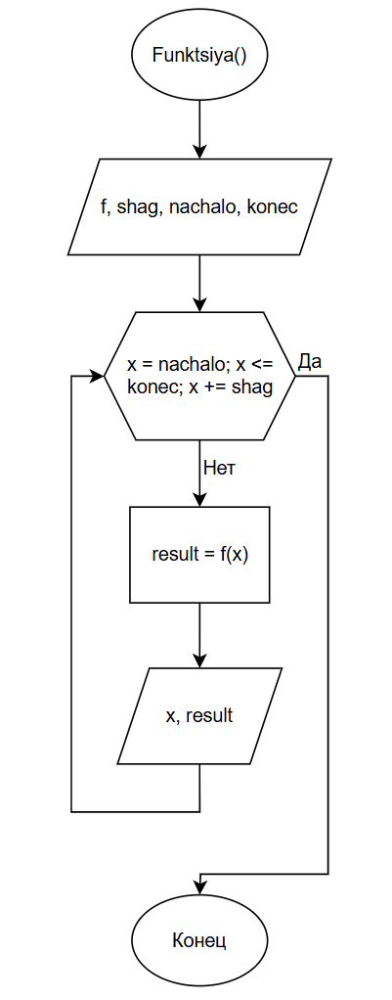 Funktsiya()
f, shag, nachalo, konec
x = nachalo; x <=
konec; x += shag
Да
Нет
result = f(x)
x, result
Конец